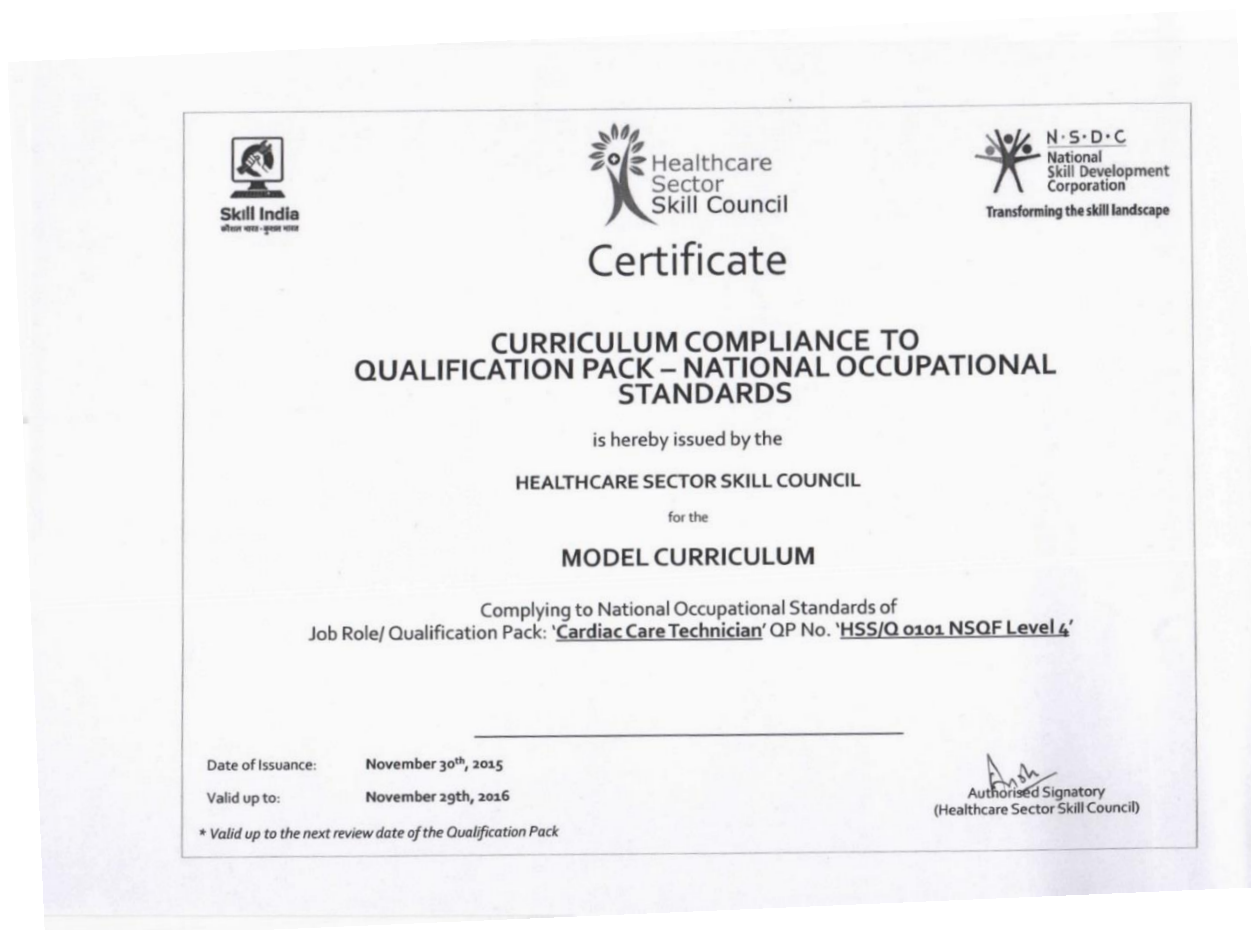 Skill India
कौशल भारत - कुशल भारत
Healthcare
Sector
Skill Council
N·S·D·C
National
Skill Development
Corporation
Transforming the skill landscape
Certificate
CURRICULUM COMPLIANCE TO
QUALIFICATION PACK – NATIONAL OCCUPATIONAL
STANDARDS
is hereby issued by the
HEALTHCARE SECTOR SKILL COUNCIL
for the
MODEL CURRICULUM
Complying to National Occupational Standards of
Job Role/ Qualification Pack: ‘Cardiac Care Technician’ QP No. ‘HSS/Q 0101 NSQF Level 4’
Date of Issuance: November 30th, 2015
Valid up to: November 29th, 2016
* Valid up to the next review date of the Qualification Pack
Authorised Signatory
(Healthcare Sector Skill Council)